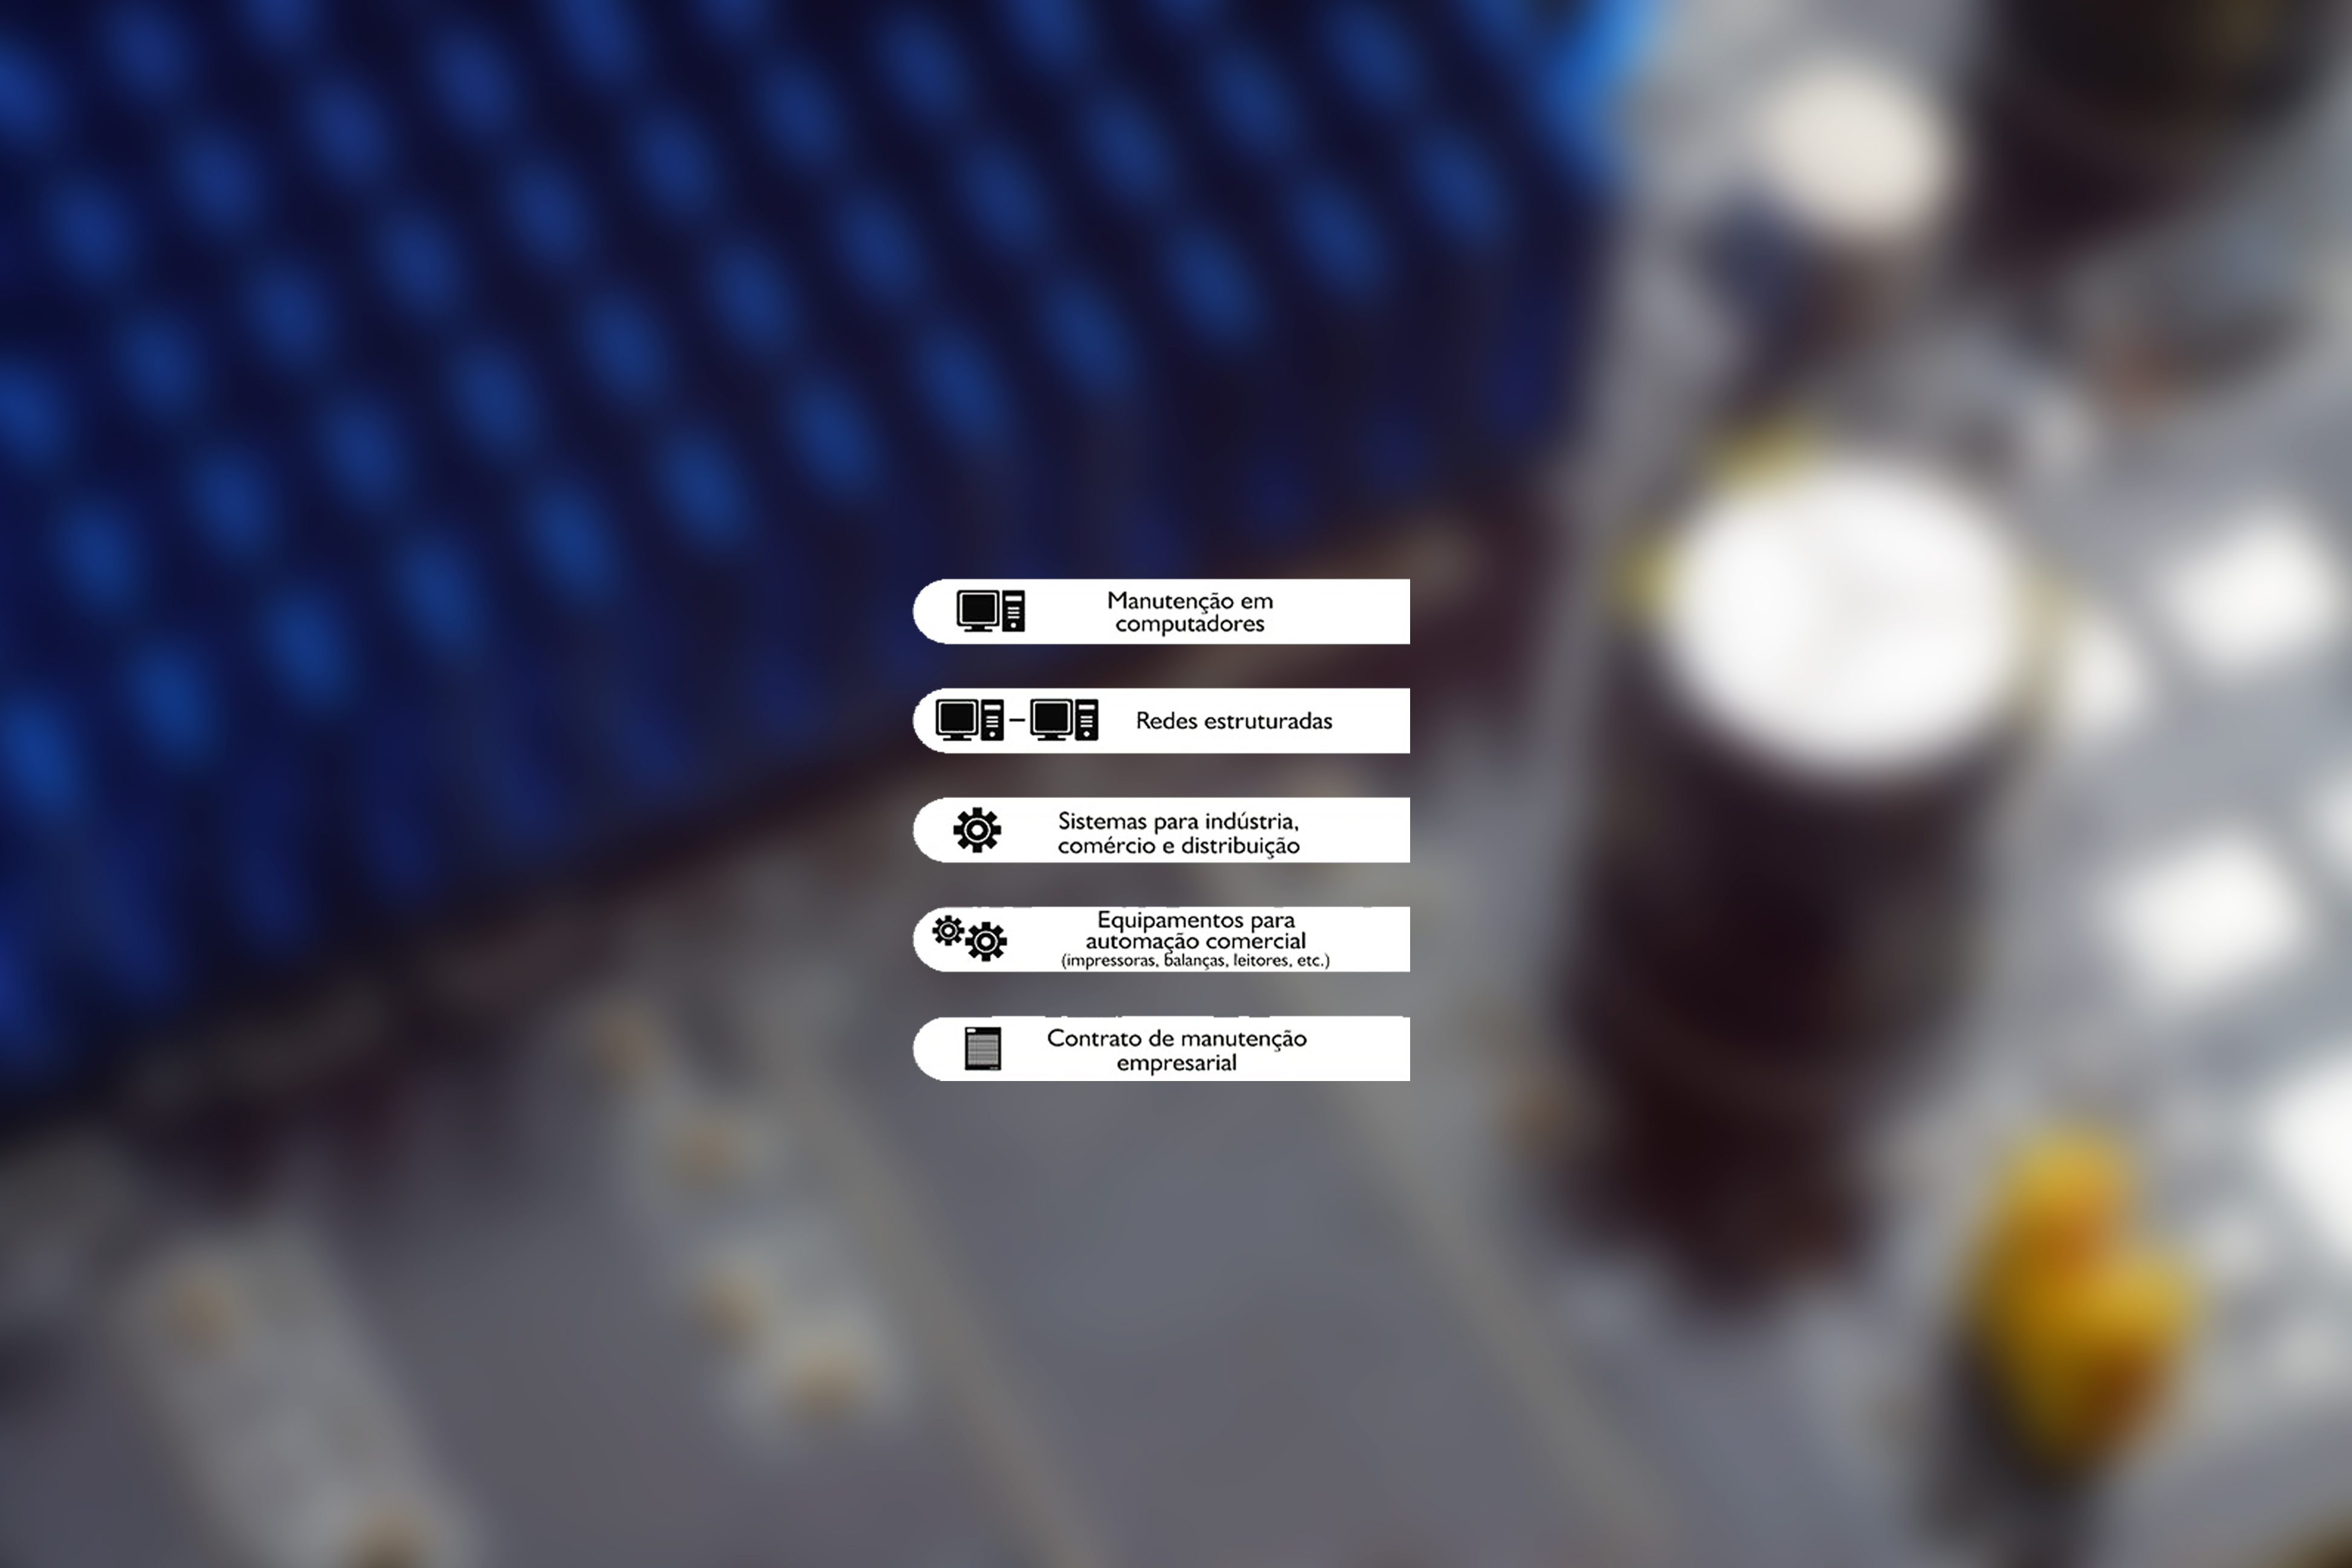 Manutenção em
computadores
Redes estruturadas
Sistemas para indústria,
comércio e distribuição
Equipamentos para
automação comercial
(impressoras, balanças, leitores, etc.)
Contrato de manutenção
empresarial